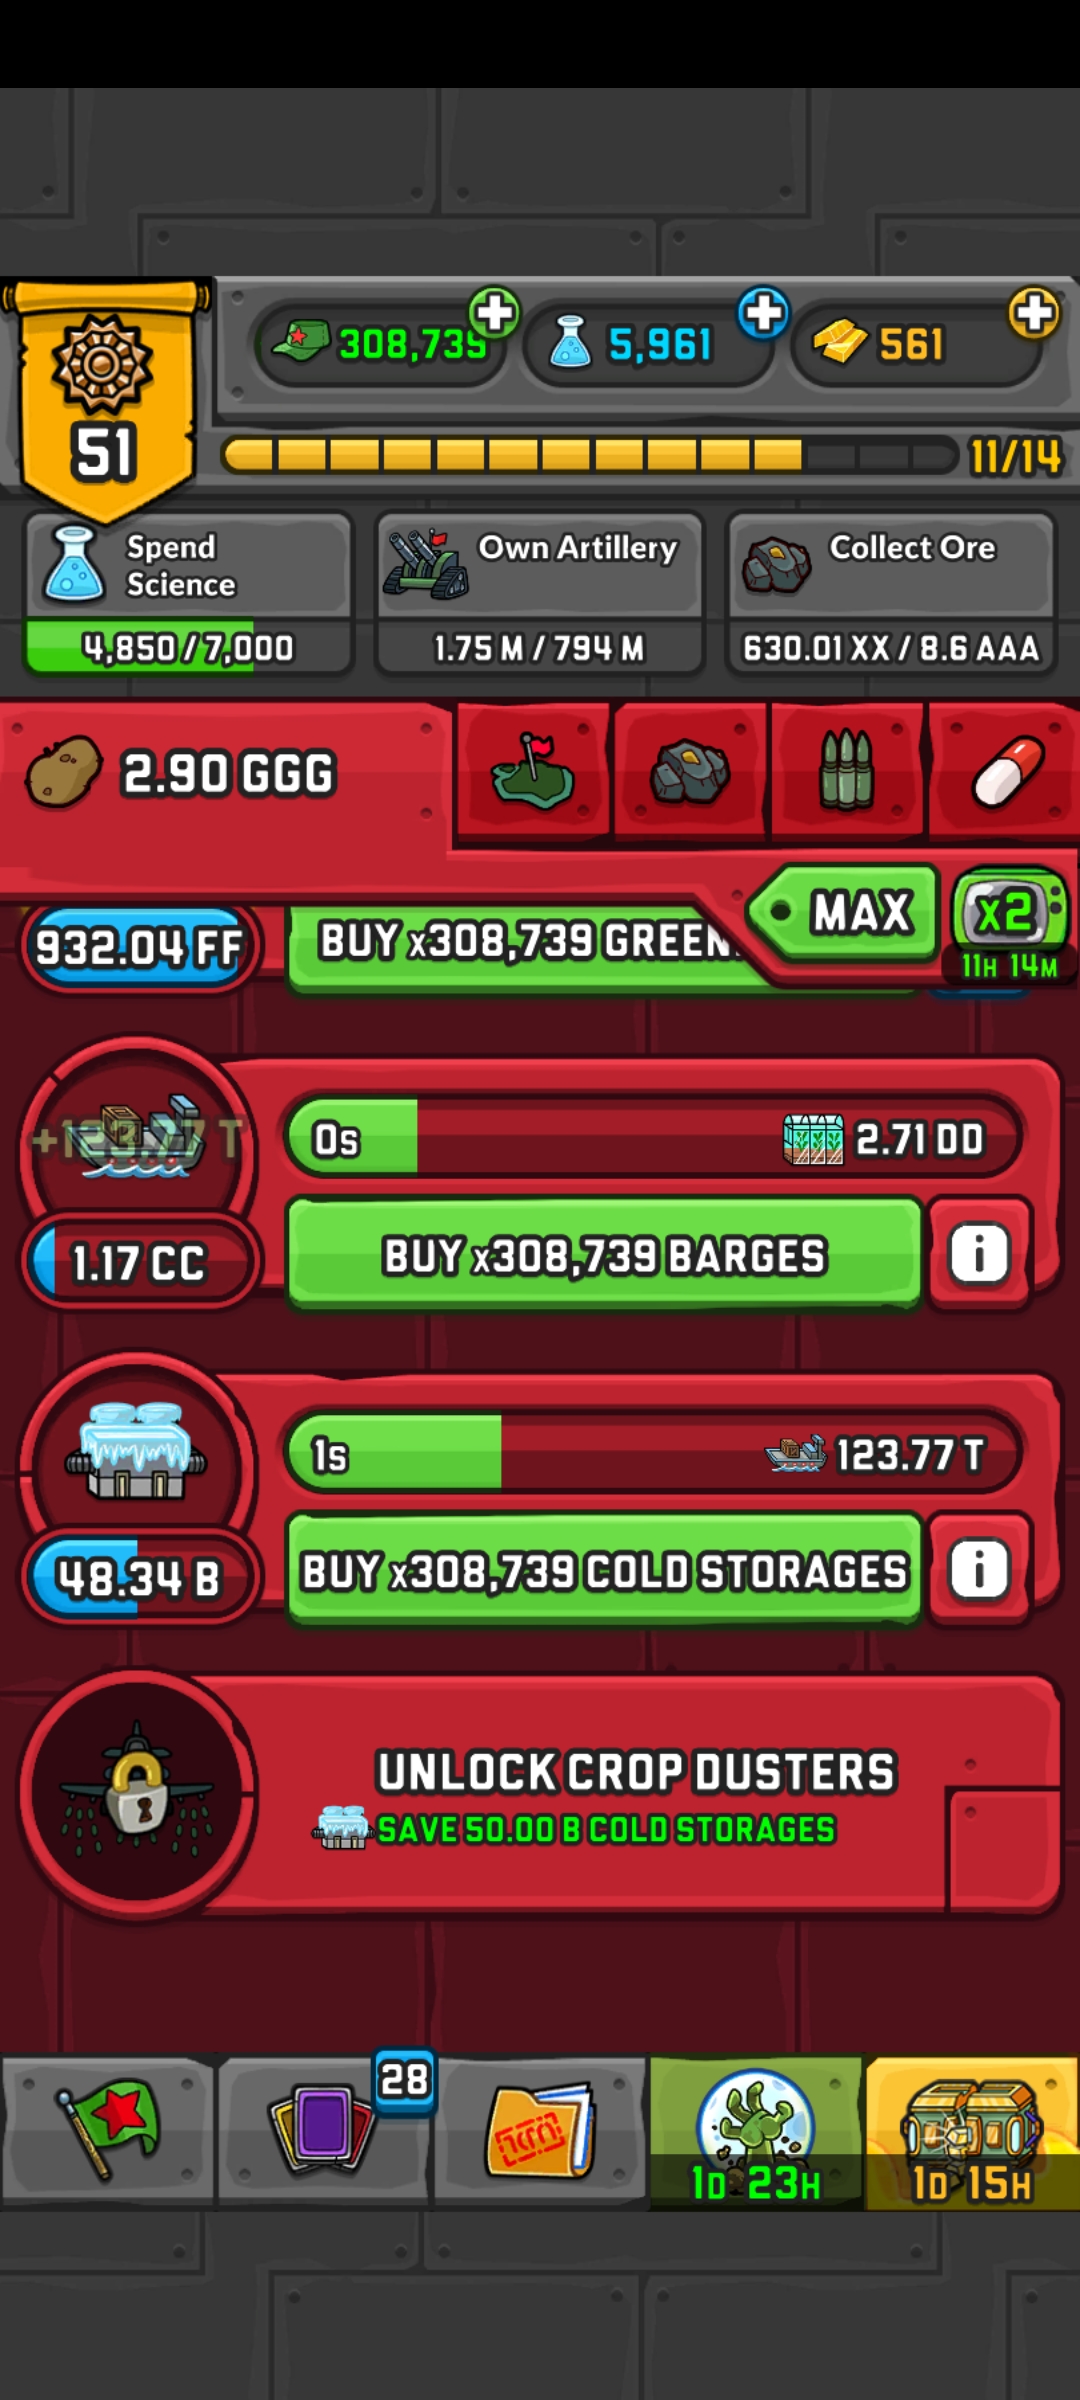 308,739
5,961
561
51
11/14
Spend
Science
4,850/7,000
Own Artillery
1.75 M / 794 M
Collect Ore
630.01 XX / 8.6 AAA
2.90 GGG
MAX
x2
11H 14M
932.04 FF
BUY x308,739
+123.77 T
0s
2.71 DD
1.17 CC
BUY x308,739 BARGES
i
1s
123.77 T
48.34 B
BUY x308,739 COLD STORAGES
i
UNLOCK CROP DUSTERS
SAVE 50.00 B COLD STORAGES
28
1D 23H
1D 15H